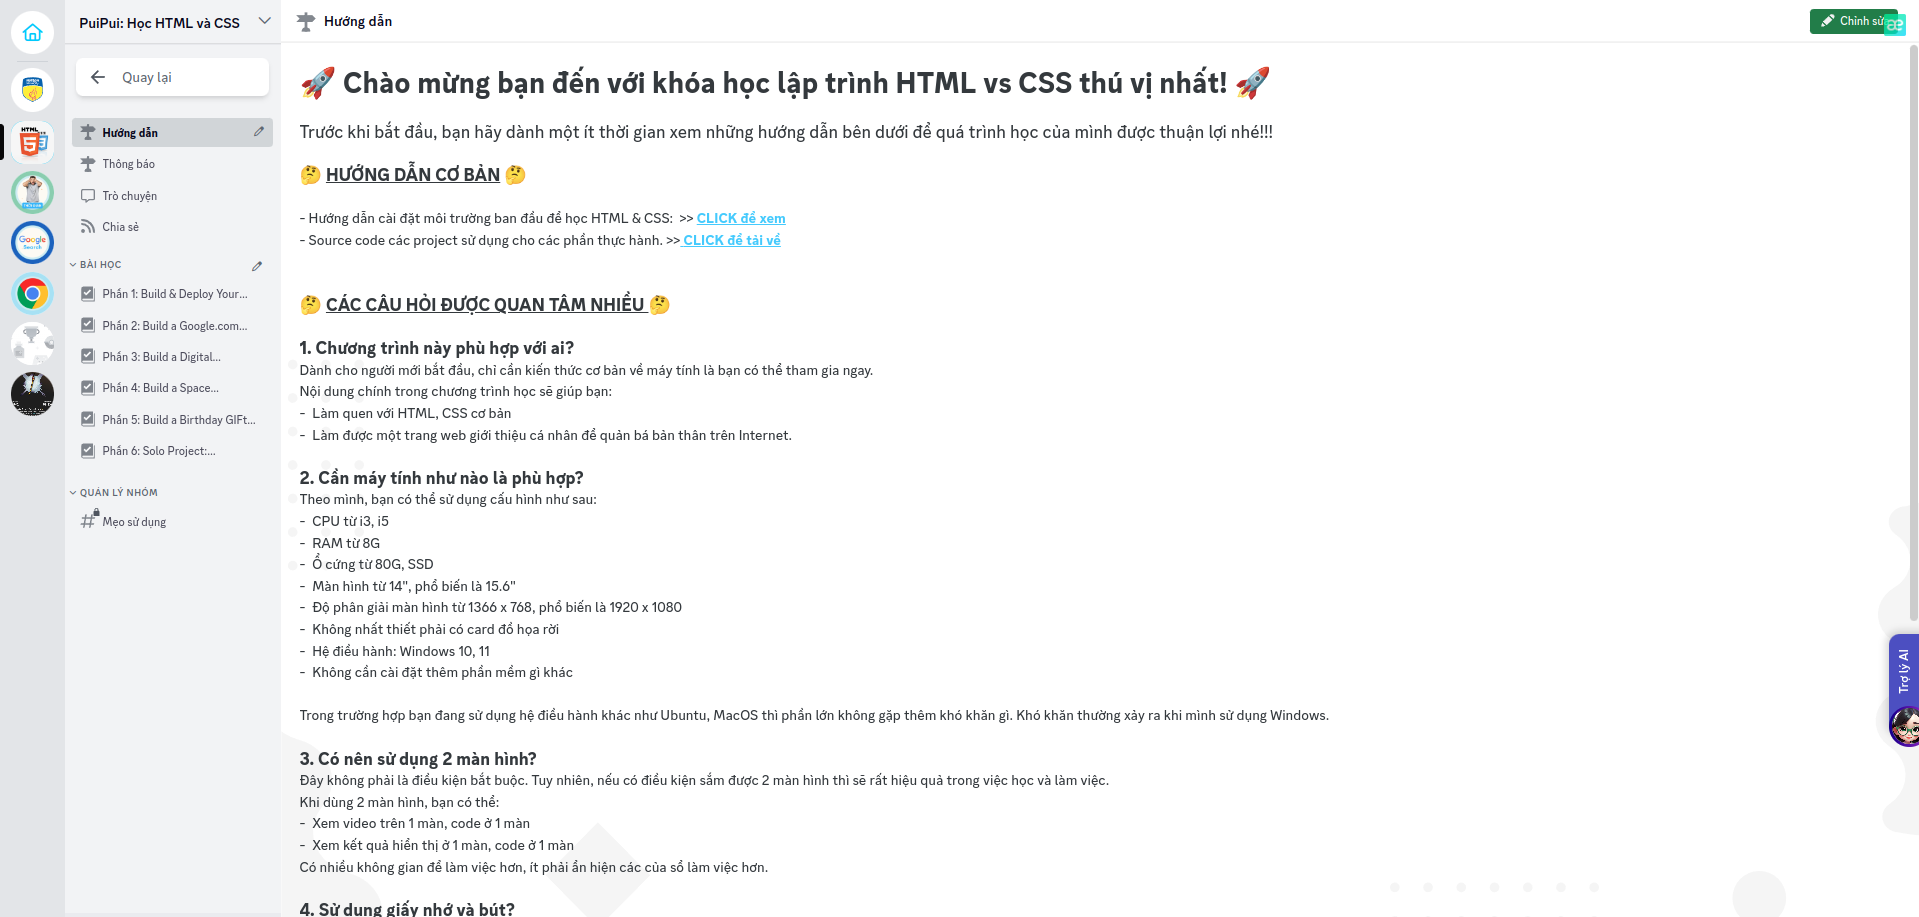 PuiPui: Học HTML và CSS
Quay lại
Hướng dẫn
Thông báo
Trò chuyện
Chia sẻ
BÀI HỌC
Phần 1: Build & Deploy Your...
Phần 2: Build a Google.com...
Phần 3: Build a Digital...
Phần 4: Build a Space...
Phần 5: Build a Birthday GIFt...
Phần 6: Solo Project:...
QUẢN LÝ NHÓM
Mẹo sử dụng
HTML
Google
Search
Hướng dẫn
Chỉnh sử
æ
🚀 Chào mừng bạn đến với khóa học lập trình HTML vs CSS thú vị nhất! 🚀
Trước khi bắt đầu, bạn hãy dành một ít thời gian xem những hướng dẫn bên dưới để quá trình học của mình được thuận lợi nhé!!!
🤔 HƯỚNG DẪN CƠ BẢN 🤔
- Hướng dẫn cài đặt môi trường ban đầu để học HTML & CSS: >> CLICK để xem
- Source code các project sử dụng cho các phần thực hành. >> CLICK để tải về
🤔 CÁC CÂU HỎI ĐƯỢC QUAN TÂM NHIỀU 🤔
1. Chương trình này phù hợp với ai?
Dành cho người mới bắt đầu, chỉ cần kiến thức cơ bản về máy tính là bạn có thể tham gia ngay.
Nội dung chính trong chương trình học sẽ giúp bạn:
- Làm quen với HTML, CSS cơ bản
- Làm được một trang web giới thiệu cá nhân để quản bá bản thân trên Internet.
2. Cần máy tính như nào là phù hợp?
Theo mình, bạn có thể sử dụng cấu hình như sau:
- CPU từ i3, i5
- RAM từ 8G
- Ổ cứng từ 80G, SSD
- Màn hình từ 14", phổ biến là 15.6"
- Độ phân giải màn hình từ 1366 x 768, phổ biến là 1920 x 1080
- Không nhất thiết phải có card đồ họa rời
- Hệ điều hành: Windows 10, 11
- Không cần cài đặt thêm phần mềm gì khác
Trong trường hợp bạn đang sử dụng hệ điều hành khác như Ubuntu, MacOS thì phần lớn không gặp thêm khó khăn gì. Khó khăn thường xảy ra khi mình sử dụng Windows.
3. Có nên sử dụng 2 màn hình?
Đây không phải là điều kiện bắt buộc. Tuy nhiên, nếu có điều kiện sắm được 2 màn hình thì sẽ rất hiệu quả trong việc học và làm việc.
Khi dùng 2 màn hình, bạn có thể:
- Xem video trên 1 màn, code ở 1 màn
- Xem kết quả hiển thị ở 1 màn, code ở 1 màn
Có nhiều không gian để làm việc hơn, ít phải ẩn hiện các của sổ làm việc hơn.
4. Sử dụng giấy nhớ và bút?
Trợ lý AI